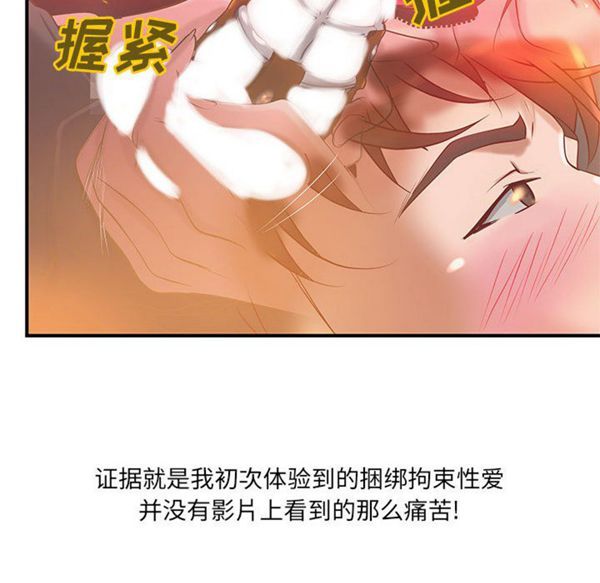 握紧
证据就是我初次体验到的捆绑拘束性爱
并没有影片上看到的那么痛苦!